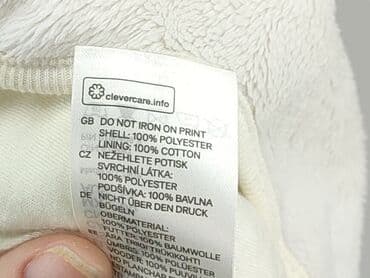 clevercare.info
GB DO NOT IRON ON PRINT
SHELL: 100% POLYESTER
LINING: 100% COTTON
CZ NEŽEHLETE POTISK
SVRCHNÍ LÁTKA:
100% POLYESTER
PODŠÍVKA: 100% BAVLNA
DE NICHT ÜBER DEN DRUCK
BÜGELN
OBERMATERIAL:
100% POLYESTER
FUTTER: 100% BAUMWOLLE